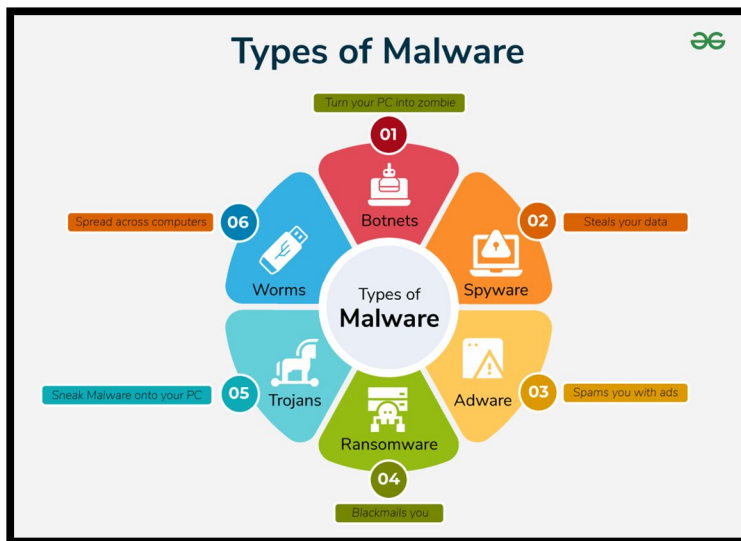 Types of Malware
Turn your PC into zombie
01
Botnets
02
Steals your data
Spyware
03
Spams you with ads
Adware
04
Blackmails you
Ransomware
05
Sneak Malware onto your PC
Trojans
06
Spread across computers
Worms
Types of
Malware